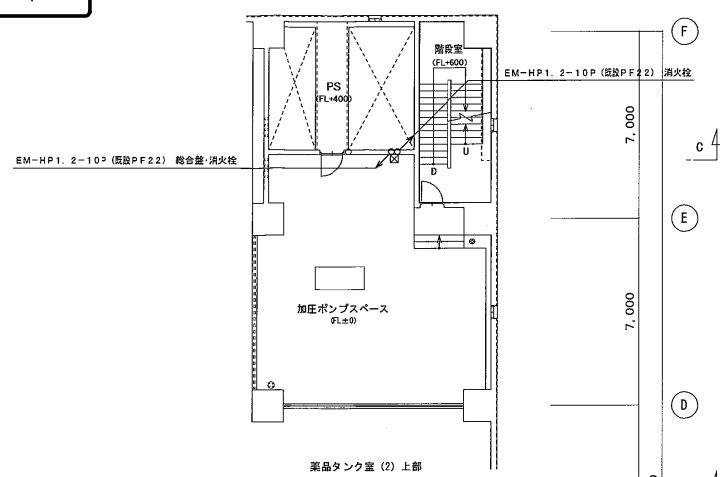 F
階段室
(FL+600)
EM-HP1. 2-10P (既設PF22) 消火栓
PS
(FL+400)
7,000
C
EM-HP1. 2-10P (既設PF22) 総合盤・消火栓
D
U
E
加圧ポンプスペース
(FL±0)
7,000
D
薬品タンク室 (2) 上部